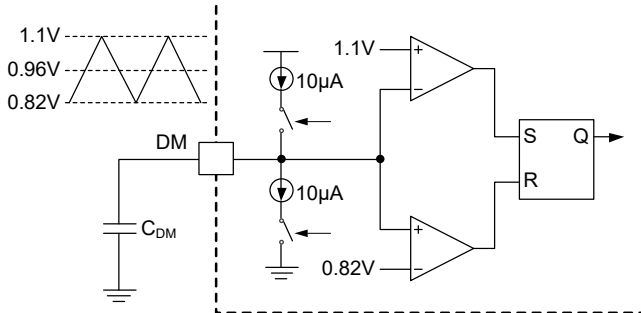 1.1V
0.96V
0.82V
1.1V
10µA
DM
S Q
R
10µA
C_DM
0.82V
+
−
+
−